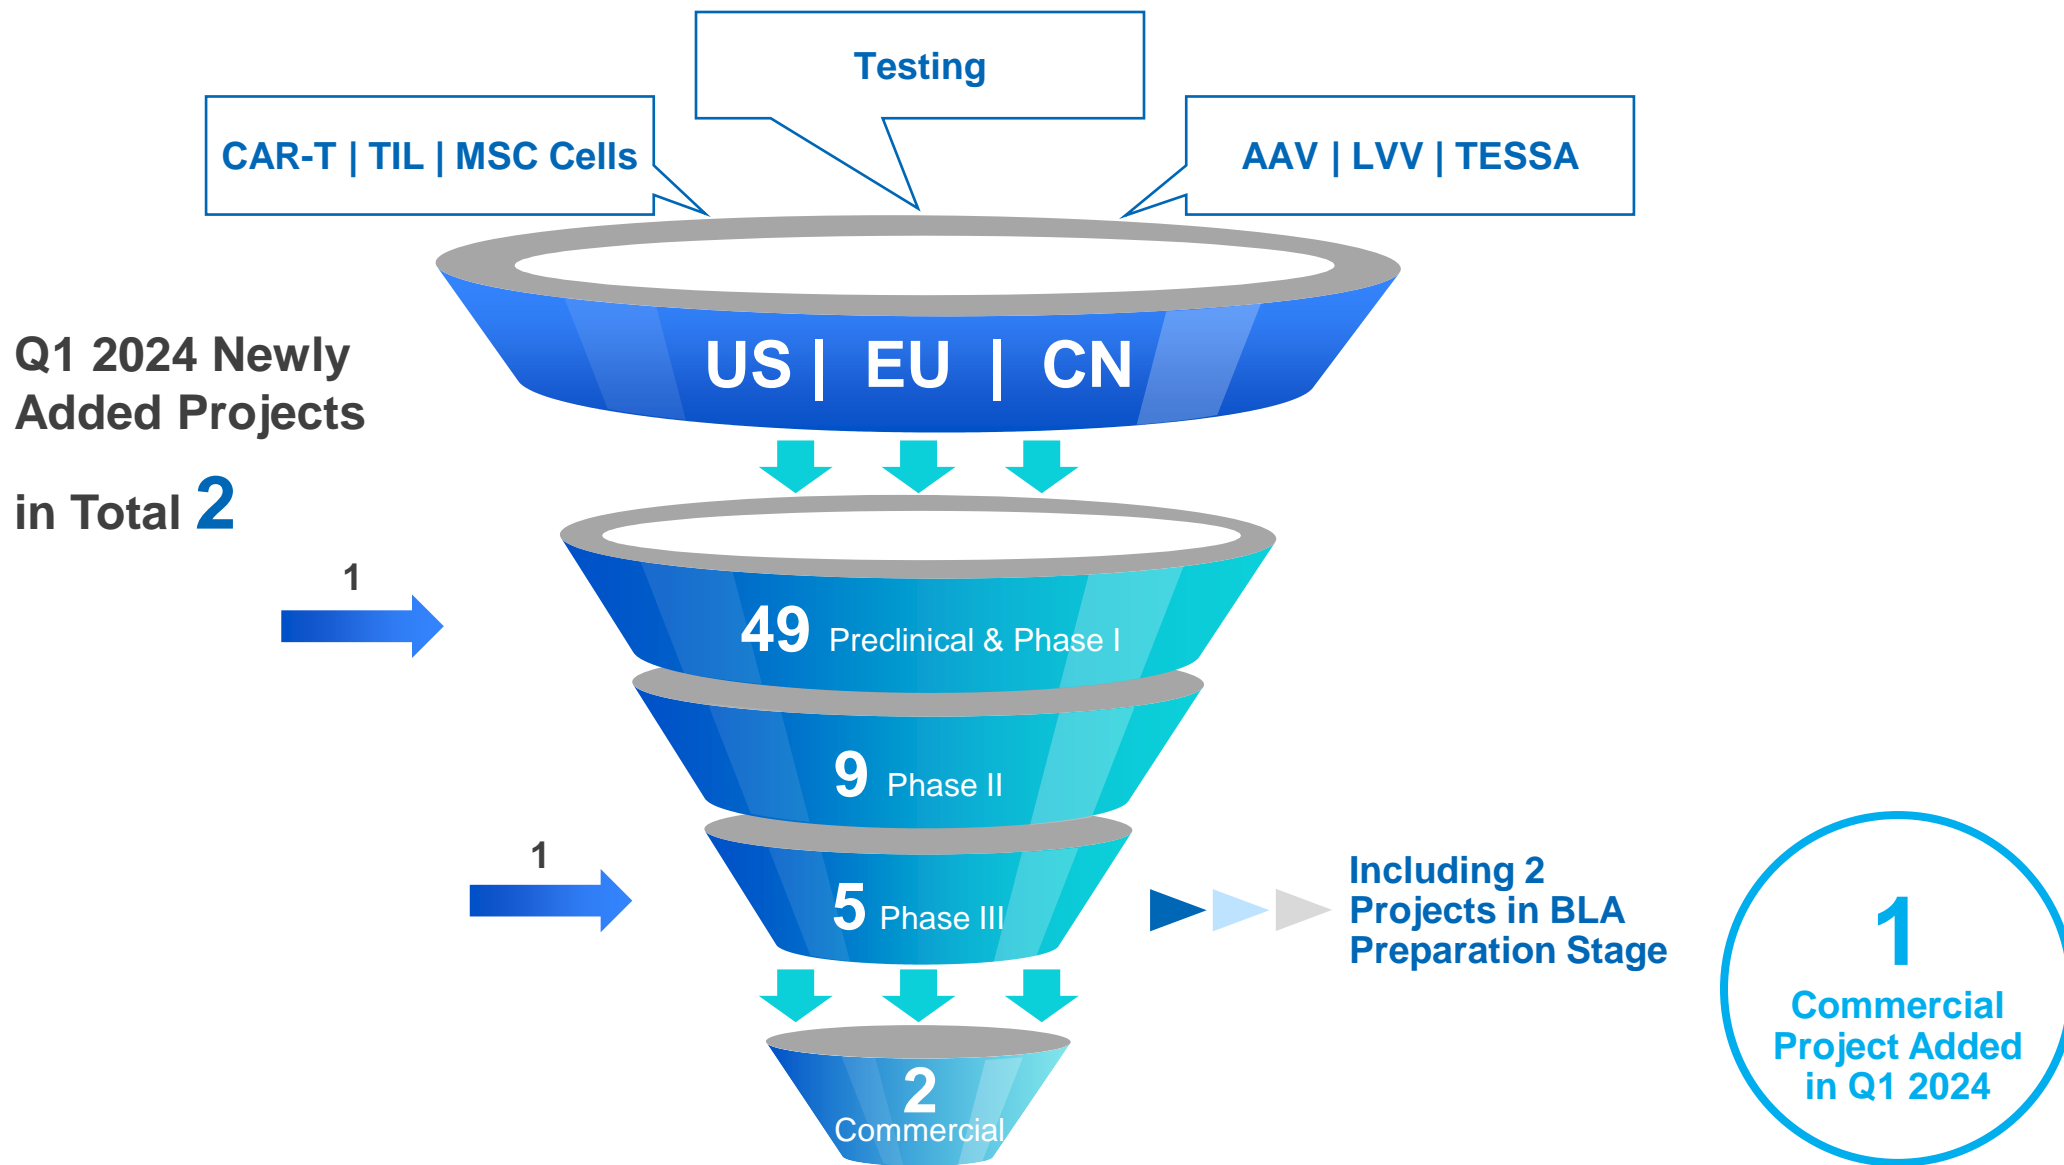 Testing
CAR-T | TIL | MSC Cells
AAV | LVV | TESSA
US | EU | CN
Q1 2024 Newly
Added Projects
in Total 2
1
49 Preclinical & Phase I
9 Phase II
1
5 Phase III
Including 2
Projects in BLA
Preparation Stage
2
Commercial
1
Commercial
Project Added
in Q1 2024